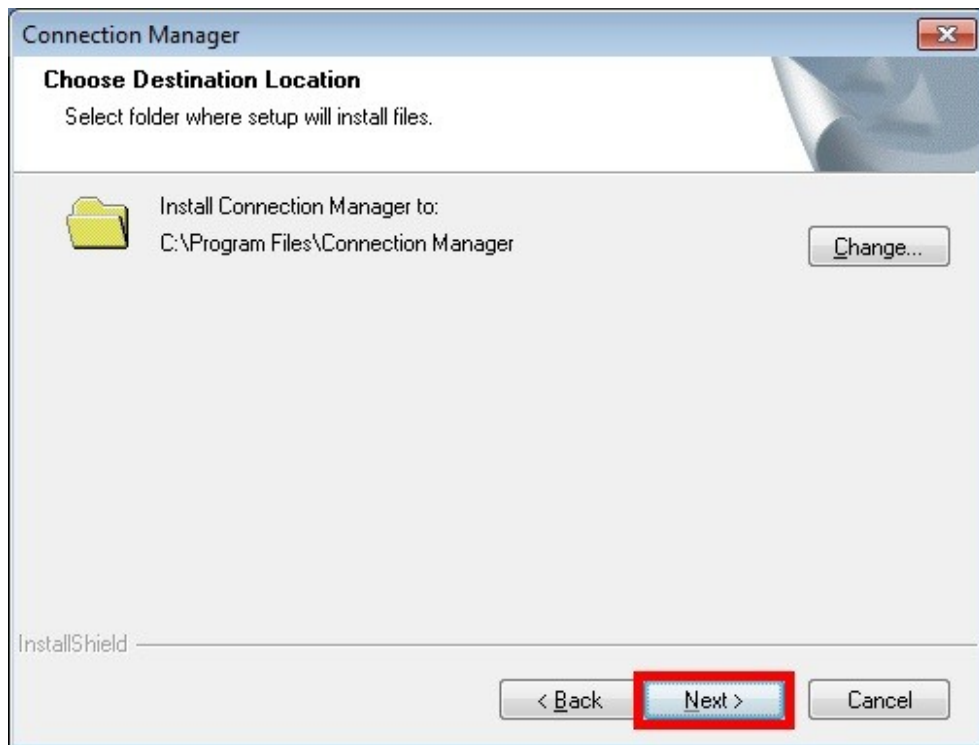 Connection Manager
Choose Destination Location
Select folder where setup will install files.
Install Connection Manager to:
C:\Program Files\Connection Manager
Change...
InstallShield
< Back
Next >
Cancel